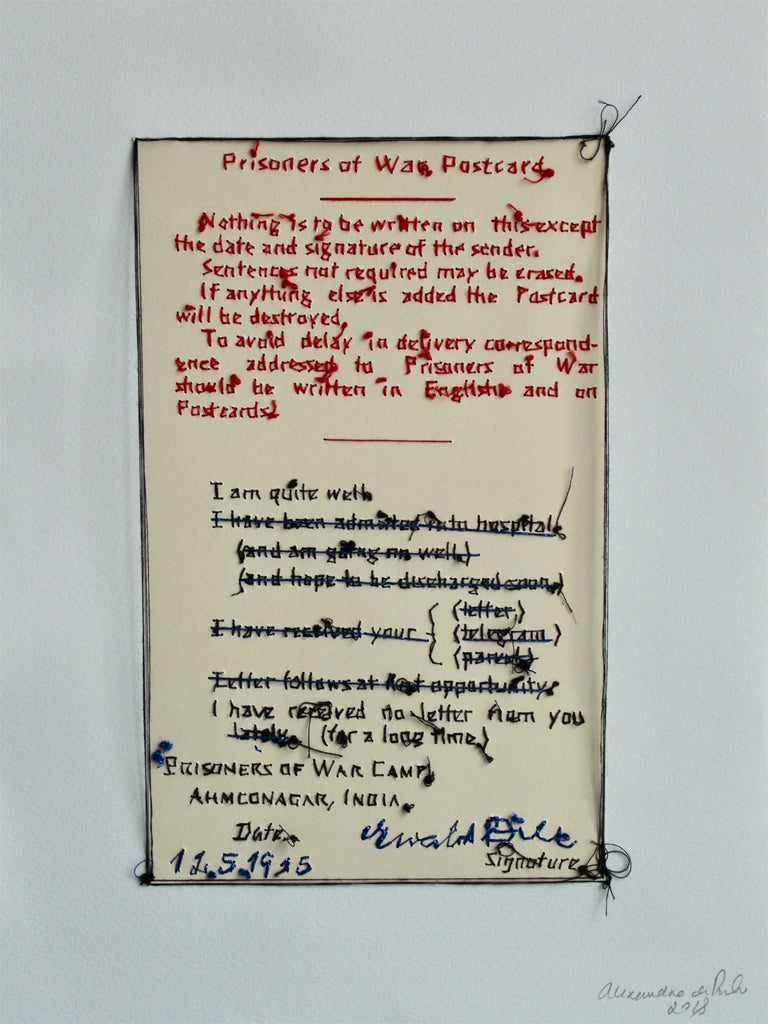 Prisoners of War Postcard.
Nothing is to be written on this except
the date and signature of the sender.
Sentences not required may be erased.
If anything else is added the Postcard
will be destroyed.
To avoid delay in delivery correspond-
ence addressed to Prisoners of War
should be written in English and on
Postcards.
I am quite well.
I have been admitted into hospital.
(and am going on well.)
(and hope to be discharged soon.)
(letter)
I have received your (telegram)
(parcel)
Letter follows at first opportunity.
I have received no letter from you
lately. (for a long time.)
PRISONERS OF WAR CAMP,
AHMEDNAGAR, INDIA.
Date. Ewald
Signature.
2018